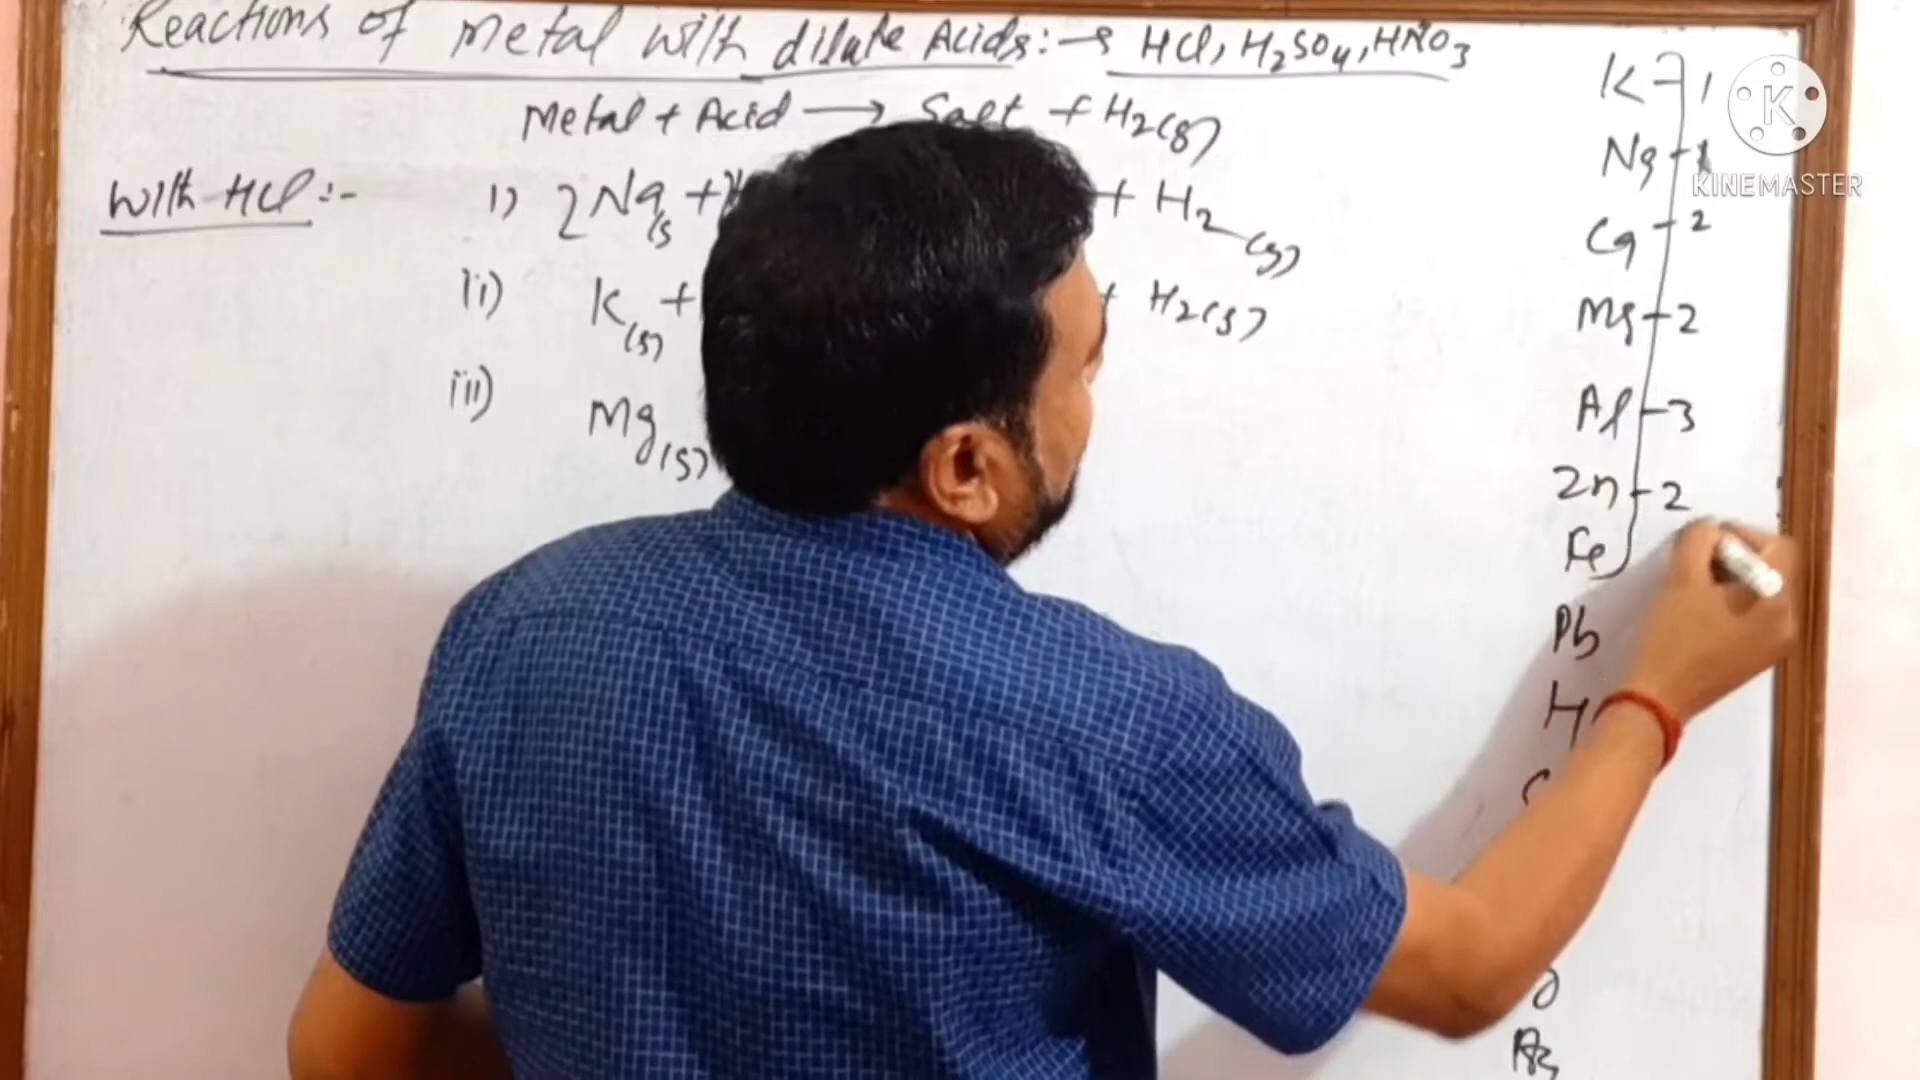 Reactions of Metal with dilute Acids:→ HCl, H2SO4, HNO3
Metal + Acid → Salt + H2(g)
With HCl :-
i) 2Na(s) + + H2(g)
ii) K(s) + + H2(g)
iii) Mg(s)
K - 1
Na - 1
Ca - 2
Mg - 2
Al - 3
Zn - 2
Fe
Pb
H
KINEMASTER